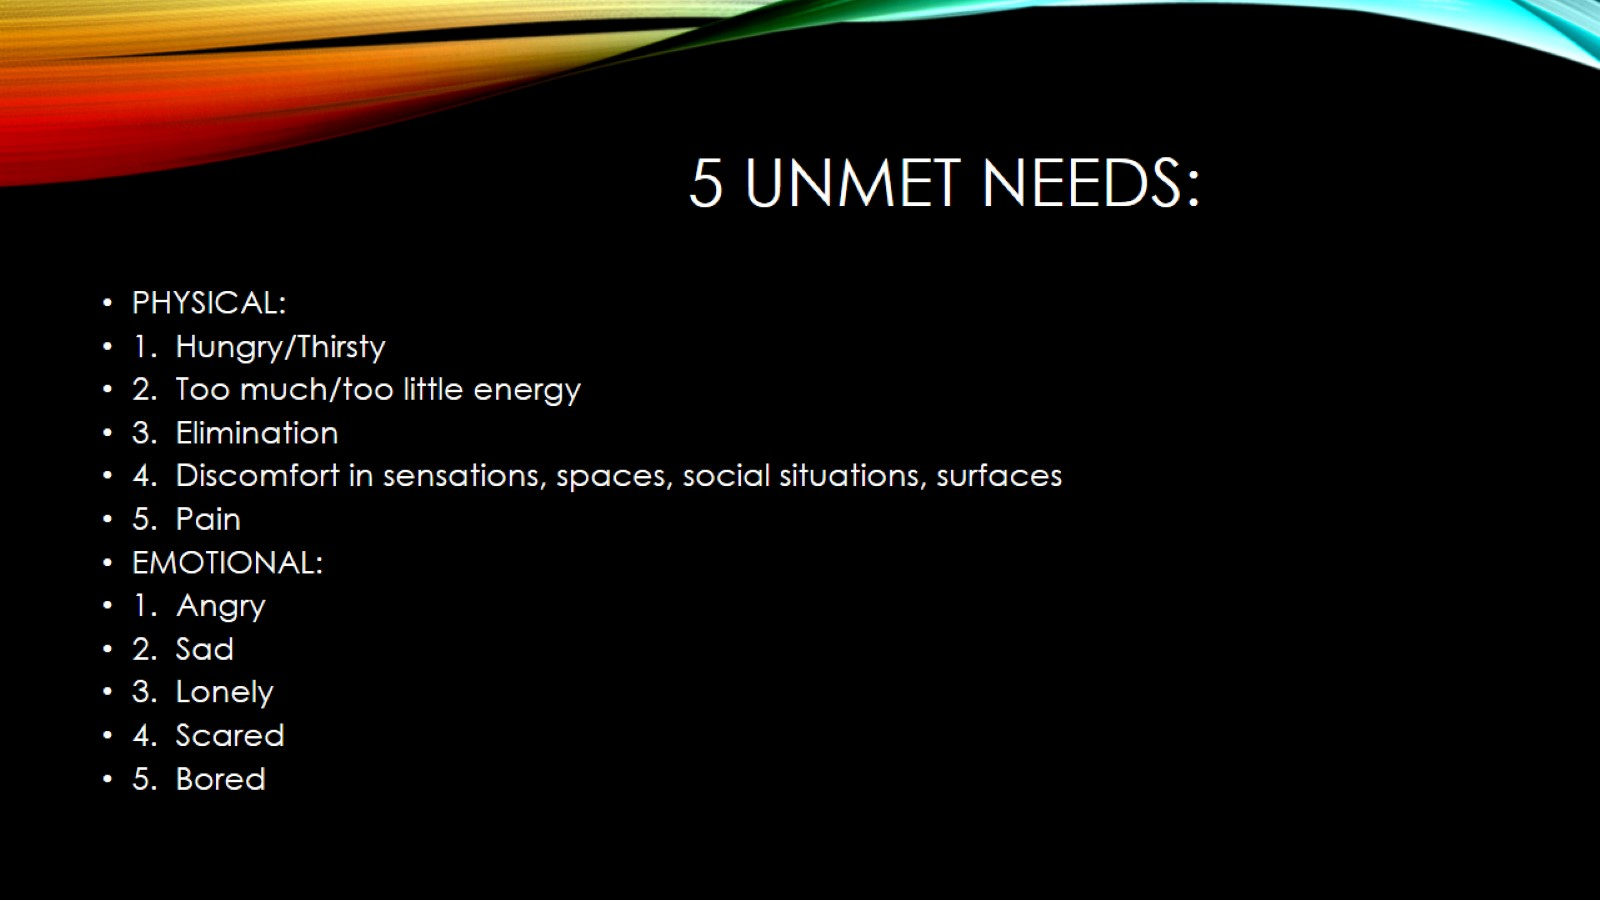 5 UNMET NEEDS:
• PHYSICAL:
• 1. Hungry/Thirsty
• 2. Too much/too little energy
• 3. Elimination
• 4. Discomfort in sensations, spaces, social situations, surfaces
• 5. Pain
• EMOTIONAL:
• 1. Angry
• 2. Sad
• 3. Lonely
• 4. Scared
• 5. Bored